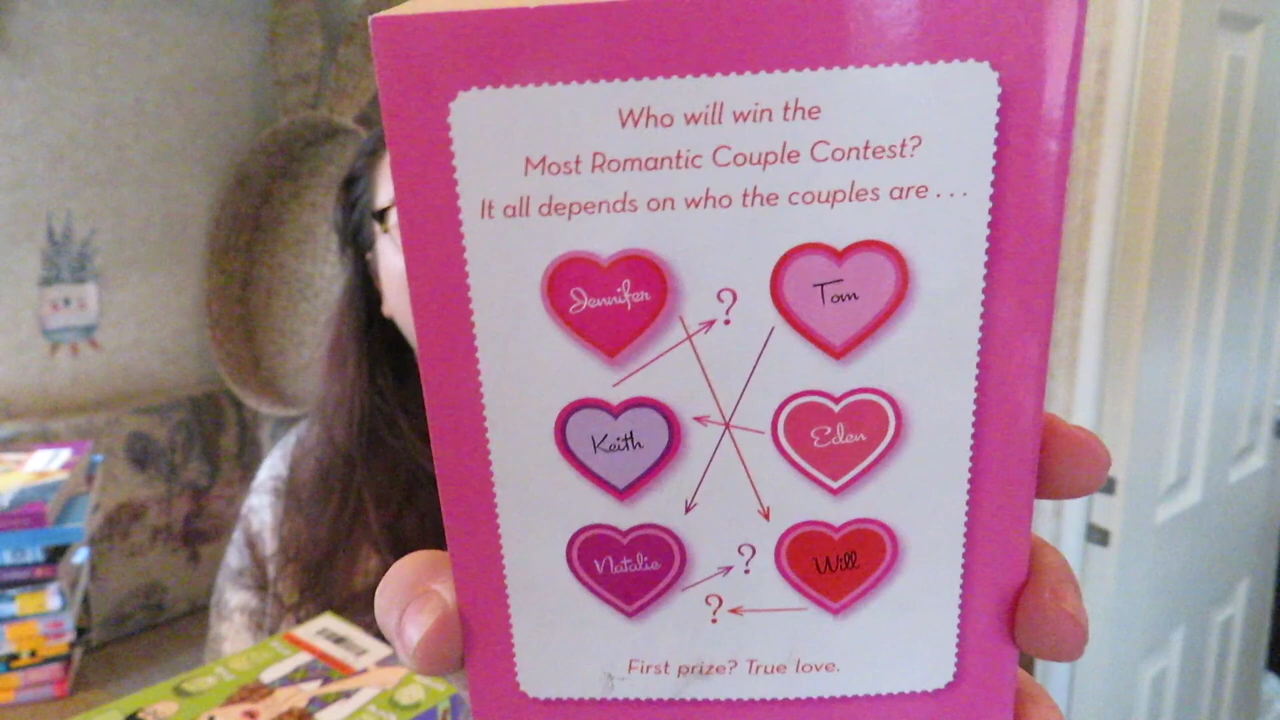 Who will win the
Most Romantic Couple Contest?
It all depends on who the couples are . . .
Jennifer
?
Tom
Keith
Eden
Natalie
?
Will
?
First prize? True love.